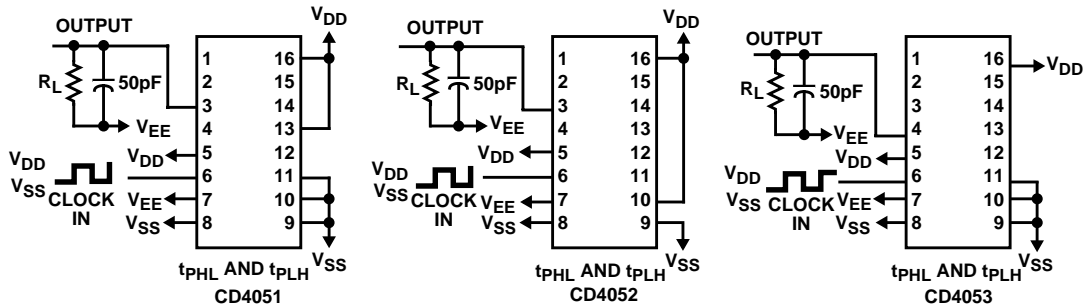 OUTPUT
R_L
50pF
V_EE
V_DD
V_DD
V_SS
CLOCK
IN
V_EE
V_SS
1
2
3
4
5
6
7
8
16
15
14
13
12
11
10
9
V_DD
V_SS
t_PHL AND t_PLH
CD4051
OUTPUT
R_L
50pF
V_EE
V_DD
V_DD
V_SS
CLOCK
IN
V_EE
V_SS
1
2
3
4
5
6
7
8
16
15
14
13
12
11
10
9
V_DD
V_SS
t_PHL AND t_PLH
CD4052
OUTPUT
R_L
50pF
V_EE
V_DD
V_DD
V_SS
CLOCK
IN
V_EE
V_SS
1
2
3
4
5
6
7
8
16
15
14
13
12
11
10
9
V_DD
V_SS
t_PHL AND t_PLH
CD4053